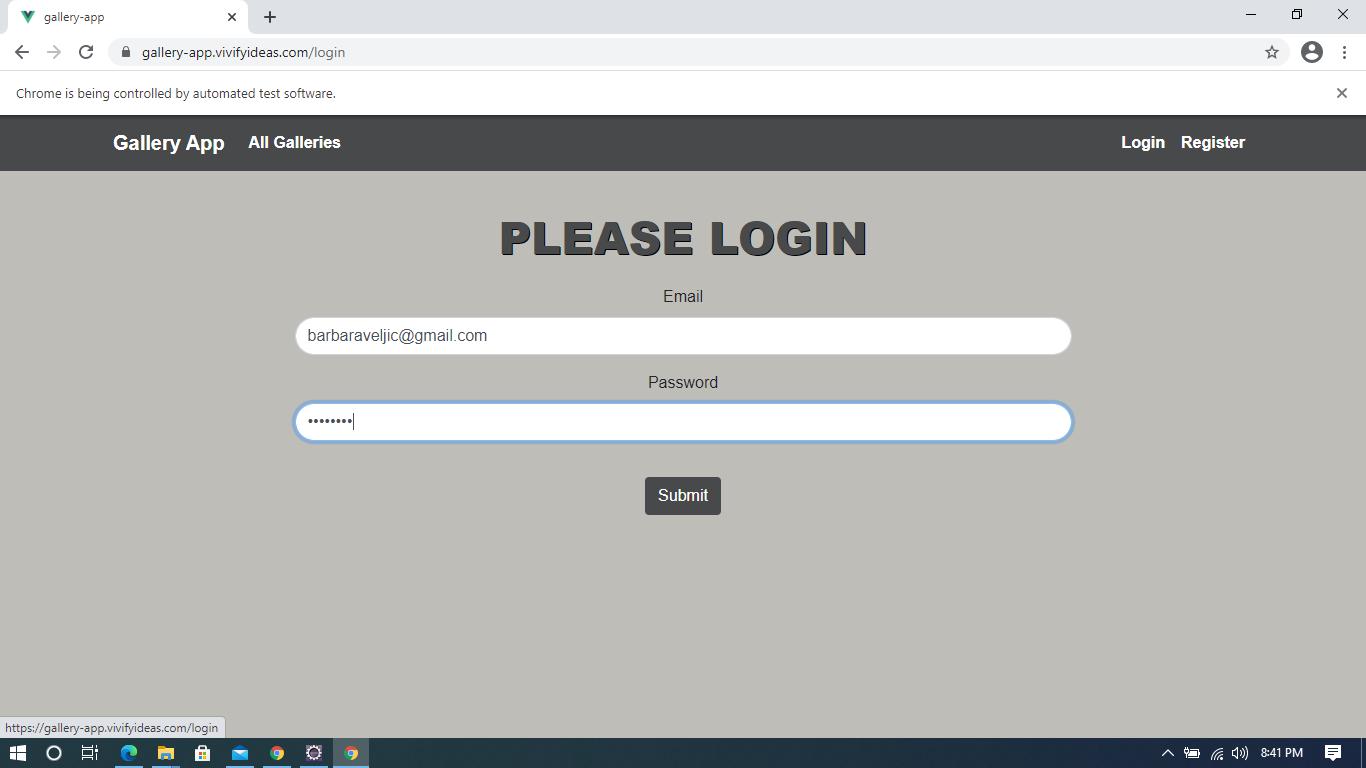 gallery-app
gallery-app.vivifyideas.com/login
Chrome is being controlled by automated test software.
Gallery App All Galleries Login Register
PLEASE LOGIN
Email
barbaraveljic@gmail.com
Password
••••••••
Submit
https://gallery-app.vivifyideas.com/login
8:41 PM